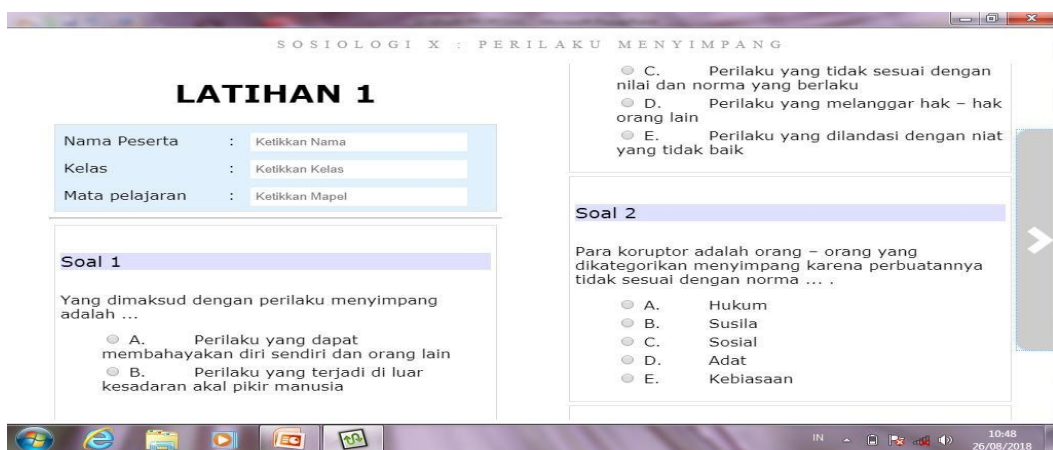 SOSIOLOGI X : PERILAKU MENYIMPANG
LATIHAN 1
Nama Peserta : Ketikkan Nama
Kelas : Ketikkan Kelas
Mata pelajaran : Ketikkan Mapel
Soal 1
Yang dimaksud dengan perilaku menyimpang
adalah ...
A. Perilaku yang dapat
membahayakan diri sendiri dan orang lain
B. Perilaku yang terjadi di luar
kesadaran akal pikir manusia
C. Perilaku yang tidak sesuai dengan
nilai dan norma yang berlaku
D. Perilaku yang melanggar hak – hak
orang lain
E. Perilaku yang dilandasi dengan niat
yang tidak baik
Soal 2
Para koruptor adalah orang – orang yang
dikategorikan menyimpang karena perbuatannya
tidak sesuai dengan norma ... .
A. Hukum
B. Susila
C. Sosial
D. Adat
E. Kebiasaan
IN
10:48
26/08/2018